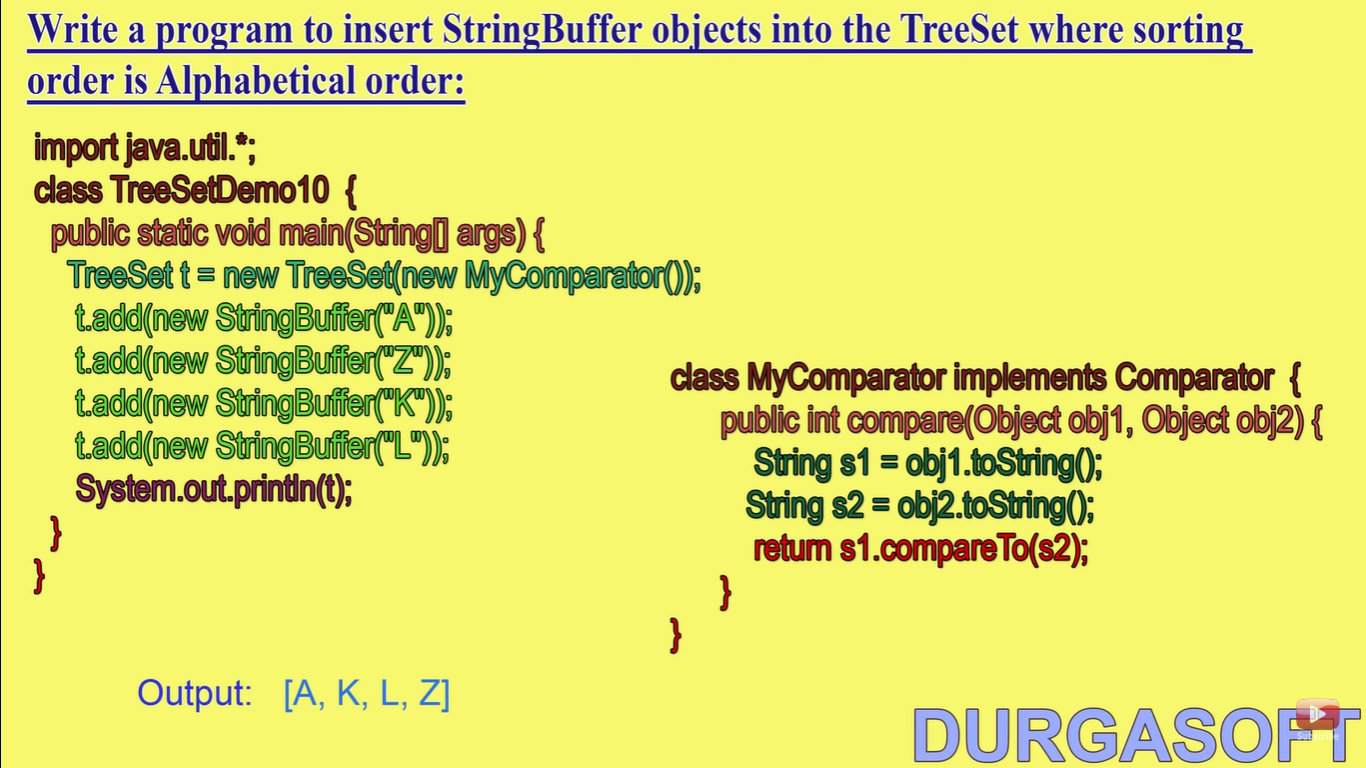 Write a program to insert StringBuffer objects into the TreeSet where sorting
order is Alphabetical order:
import java.util.*;
class TreeSetDemo10 {
public static void main(String[] args) {
TreeSet t = new TreeSet(new MyComparator());
t.add(new StringBuffer("A"));
t.add(new StringBuffer("Z"));
t.add(new StringBuffer("K"));
t.add(new StringBuffer("L"));
System.out.println(t);
}
}
class MyComparator implements Comparator {
public int compare(Object obj1, Object obj2) {
String s1 = obj1.toString();
String s2 = obj2.toString();
return s1.compareTo(s2);
}
}
Output: [A, K, L, Z]
DURGASOFT
Subscribe